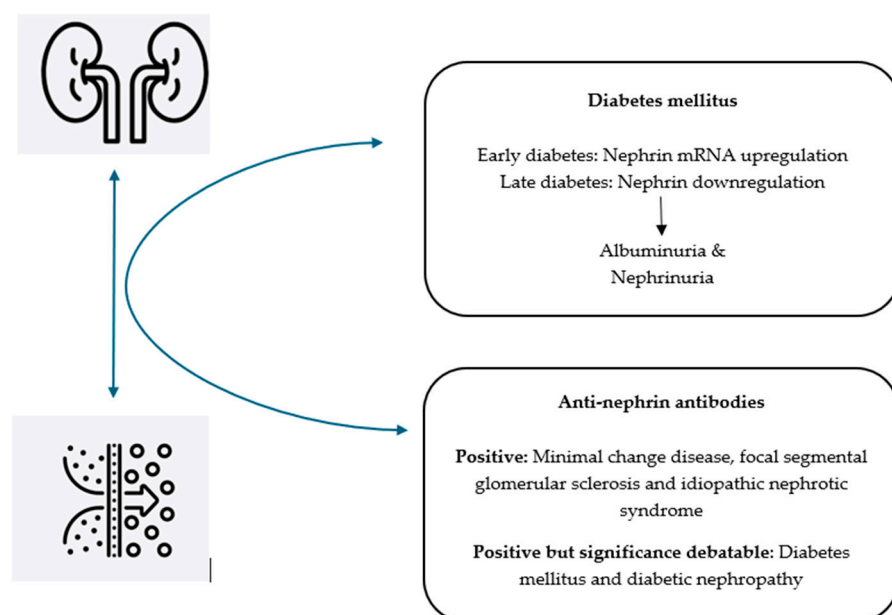 Diabetes mellitus
Early diabetes: Nephrin mRNA upregulation
Late diabetes: Nephrin downregulation
Albuminuria &
Nephrinuria
Anti-nephrin antibodies
Positive: Minimal change disease, focal segmental
glomerular sclerosis and idiopathic nephrotic
syndrome
Positive but significance debatable: Diabetes
mellitus and diabetic nephropathy